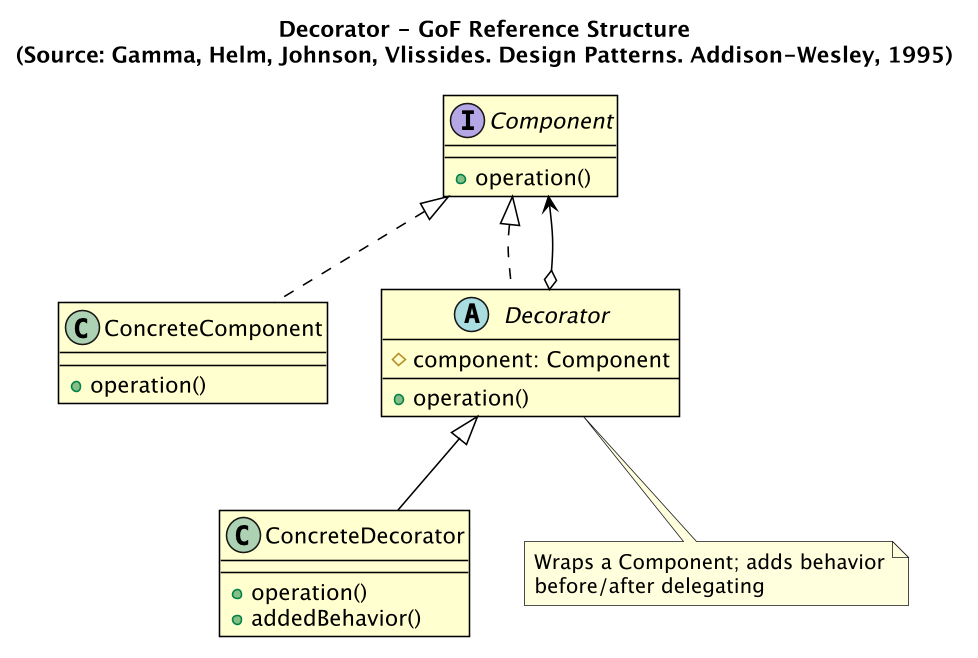 Decorator – GoF Reference Structure
(Source: Gamma, Helm, Johnson, Vlissides. Design Patterns. Addison-Wesley, 1995)
I Component
operation()
C ConcreteComponent
operation()
A Decorator
component: Component
operation()
C ConcreteDecorator
operation()
addedBehavior()
Wraps a Component; adds behavior
before/after delegating